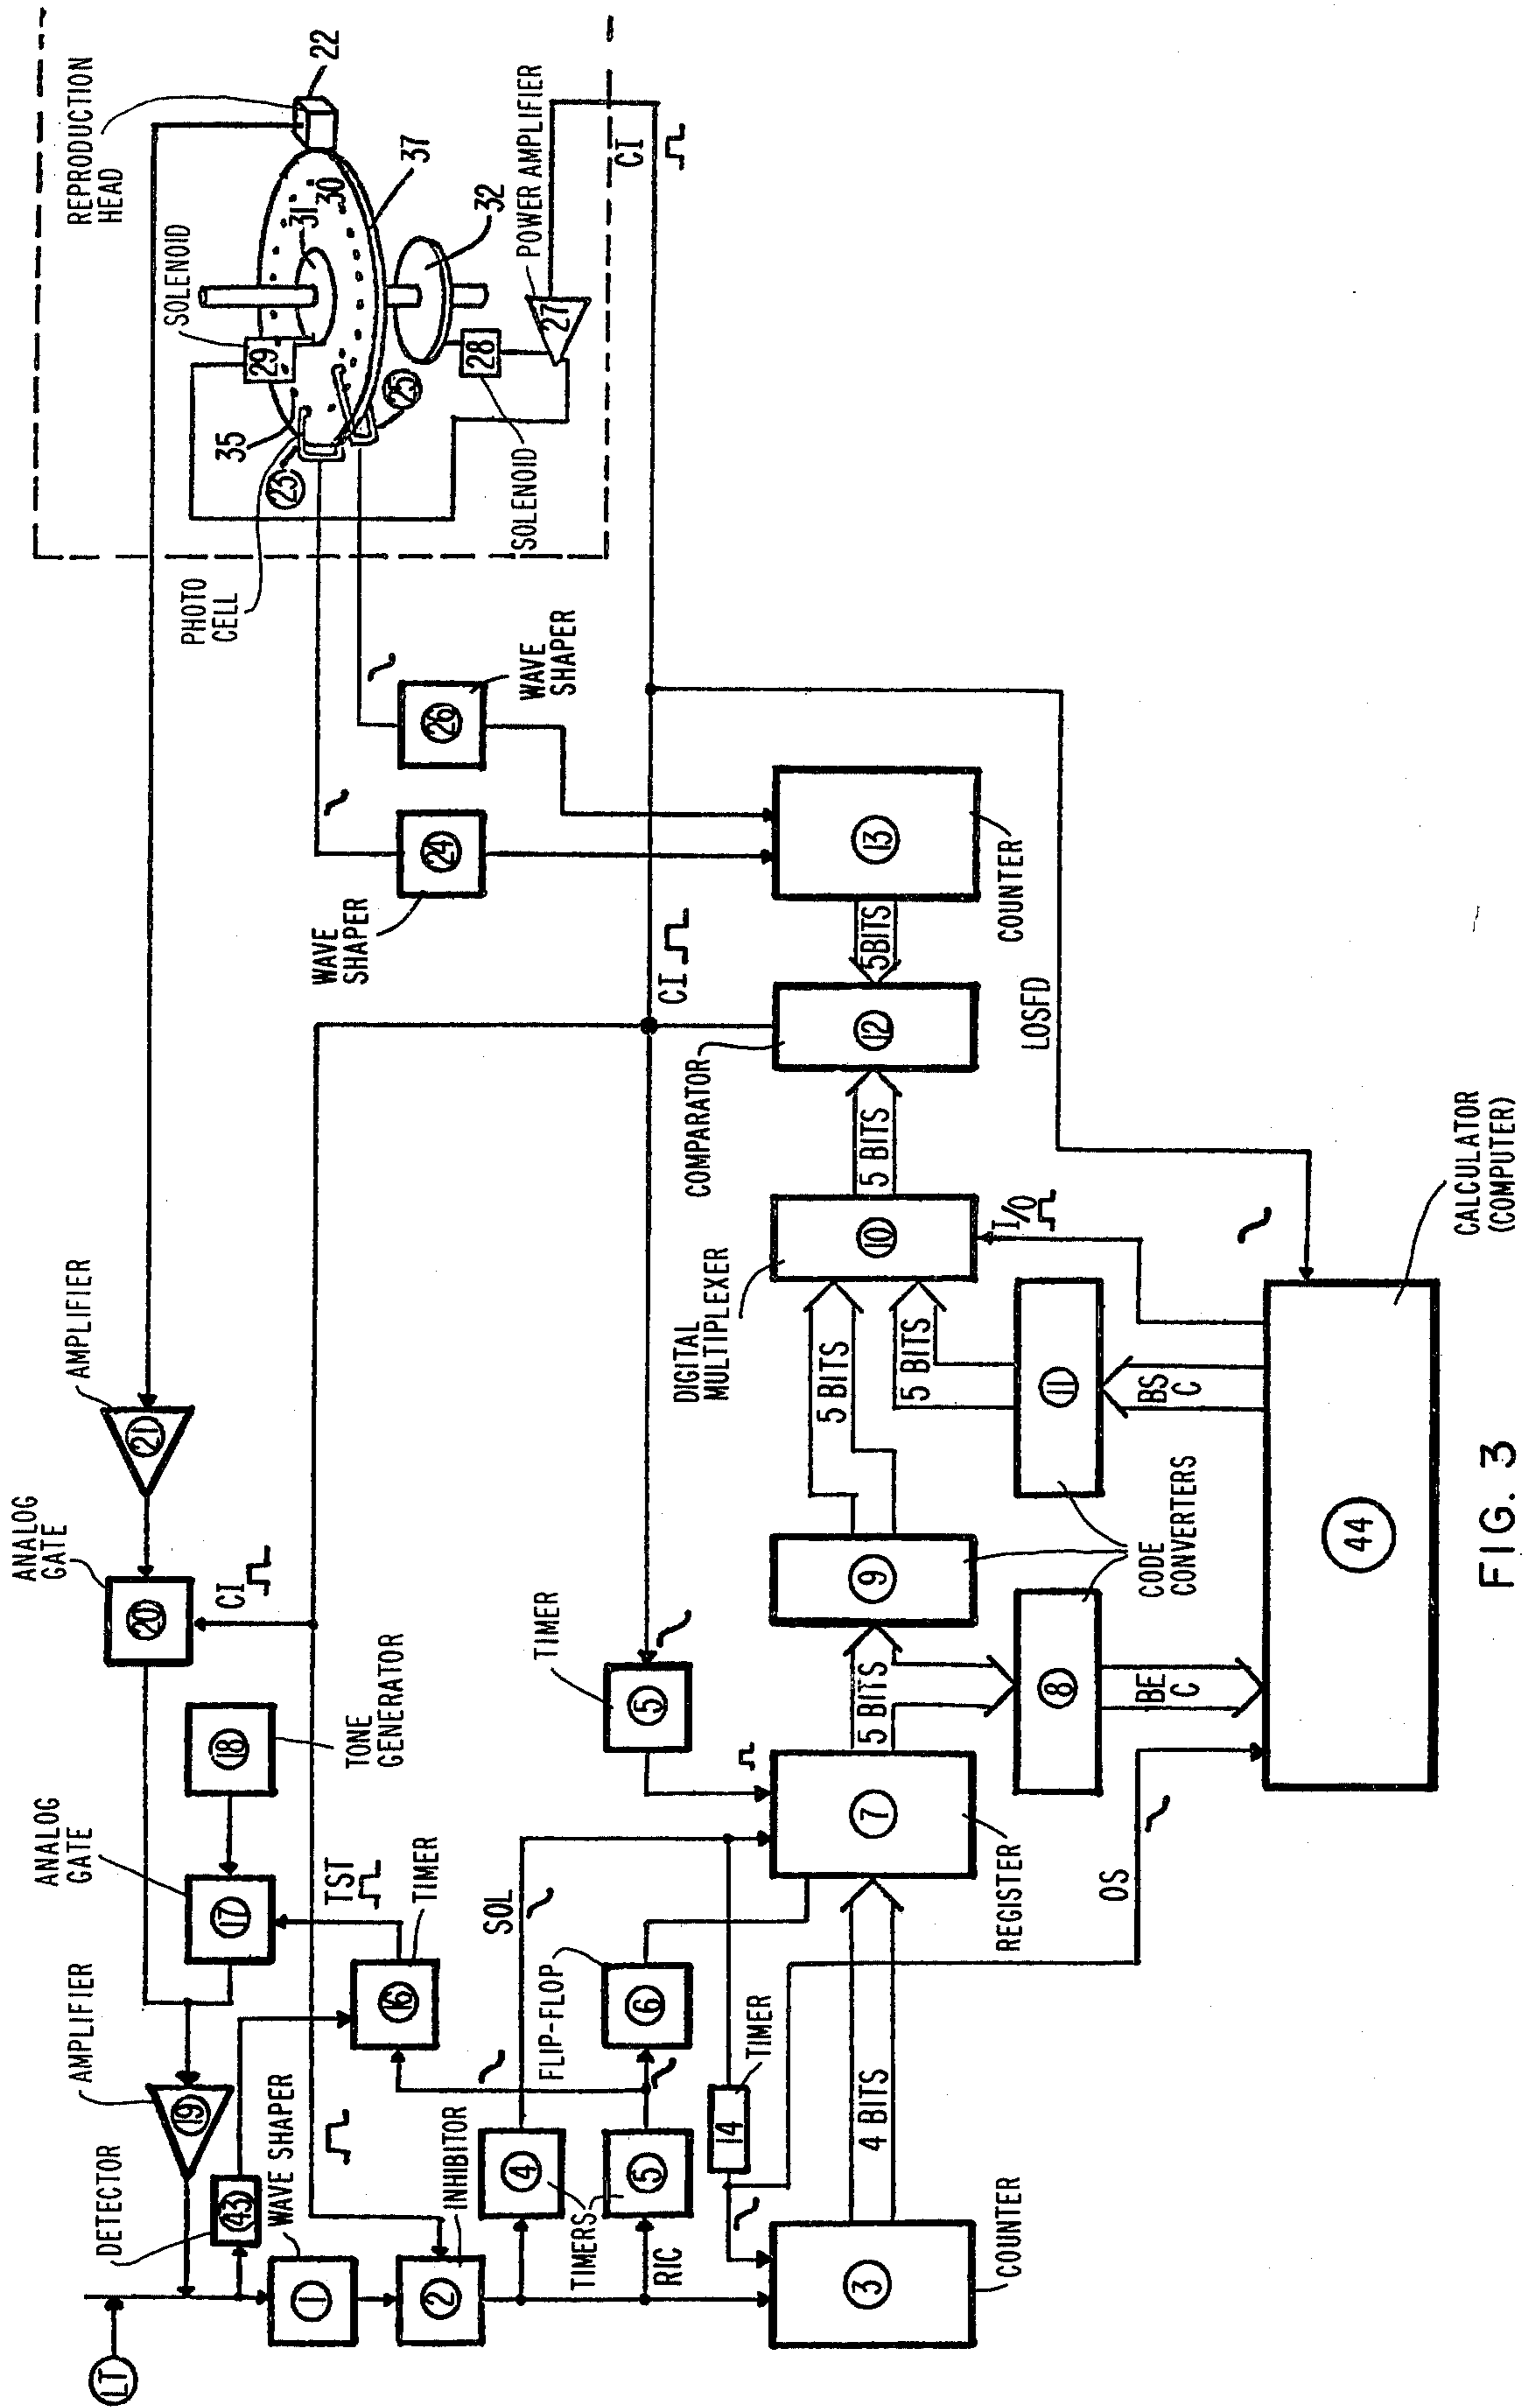 LT
DETECTOR
43
AMPLIFIER
19
ANALOG
GATE
17
18
TONE
GENERATOR
ANALOG
GATE
20
AMPLIFIER
21
CI
WAVE SHAPER
1
2
INHIBITOR
TST
16
TIMER
SOL
4
TIMERS
5
RIC
FLIP-FLOP
6
14
TIMER
TIMER
5
3
COUNTER
4 BITS
7
REGISTER
5 BITS
8
9
CODE
CONVERTERS
BE
C
OS
5 BITS
5 BITS
11
BS
C
DIGITAL
MULTIPLEXER
10
I/O
5 BITS
COMPARATOR
12
CI
5BITS
13
COUNTER
LOSFD
WAVE
SHAPER
24
26
WAVE
SHAPER
PHOTO
CELL
23
25
35
SOLENOID
29
31
30
37
32
28
SOLENOID
27
POWER AMPLIFIER
REPRODUCTION
HEAD
22
CI
44
CALCULATOR
(COMPUTER)
FIG. 3